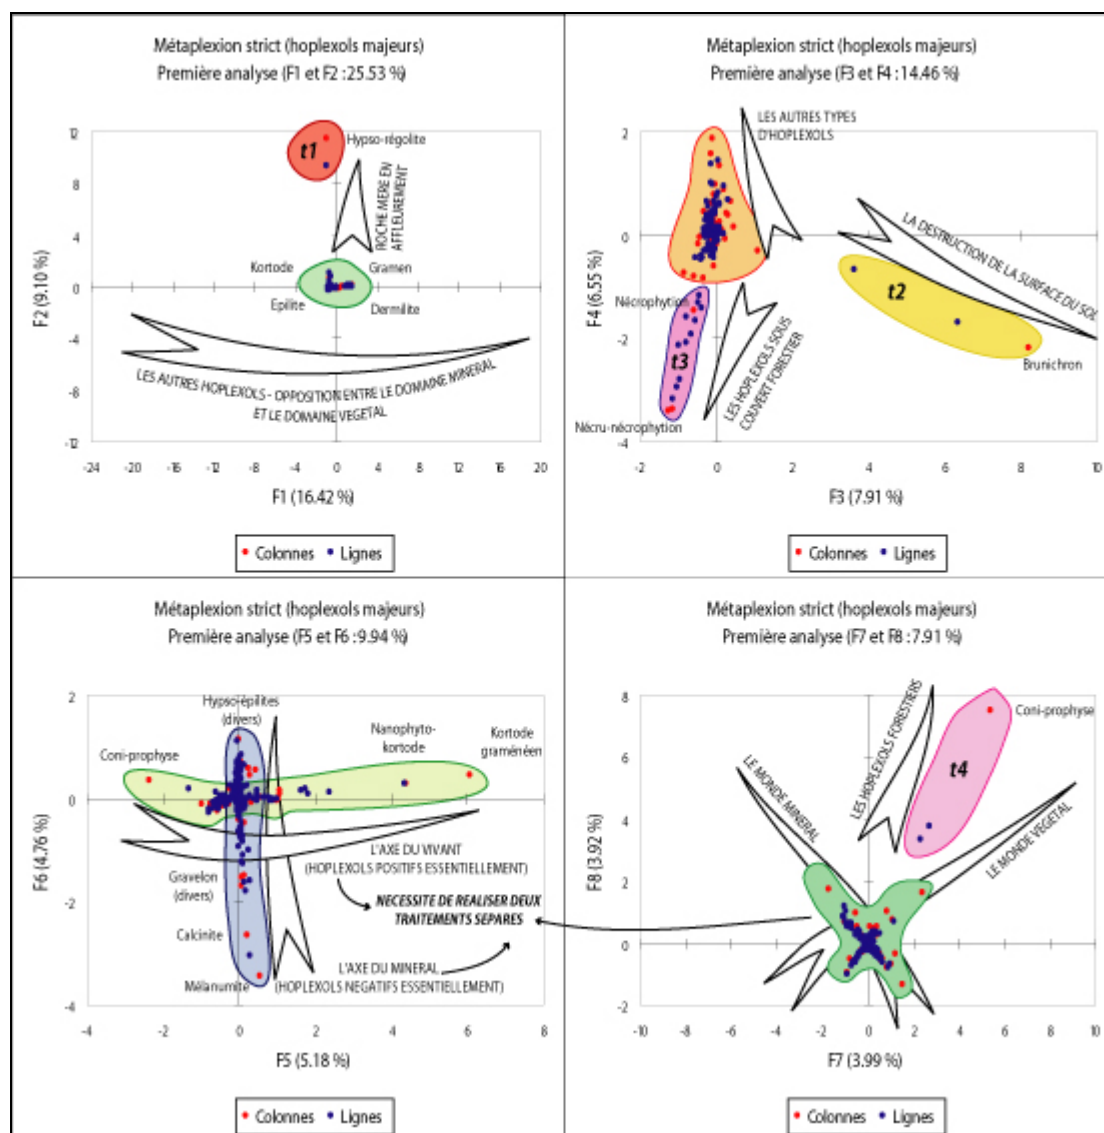 Métaplexion strict (hoplexols majeurs)
Première analyse (F1 et F2 : 25.53 %)
12
8
4
0
-4
-8
-12
F2 (9.10 %)
t1
Hypso-régolite
ROCHE MERE EN
AFFLEUREMENT
Kortode
Gramen
Epilite
Dermilite
LES AUTRES HOPLEXOLS - OPPOSITION ENTRE LE DOMAINE MINERAL
ET LE DOMAINE VEGETAL
-24 -20 -16 -12 -8 -4 0 4 8 12 16 20
F1 (16.42 %)
Colonnes Lignes
Métaplexion strict (hoplexols majeurs)
Première analyse (F3 et F4 : 14.46 %)
2
0
-2
-4
F4 (6.55 %)
LES AUTRES TYPES
D'HOPLEXOLS
LA DESTRUCTION DE LA SURFACE DU SOL
t2
Brunichron
Nécrophytion
t3
LES HOPLEXOLS SOUS
COUVERT FORESTIER
Nécru-nécrophytion
-2 0 2 4 6 8 10
F3 (7.91 %)
Colonnes Lignes
Métaplexion strict (hoplexols majeurs)
Première analyse (F5 et F6 : 9.94 %)
2
0
-2
-4
F6 (4.76 %)
Hypso-épilites
(divers)
Coni-prophyse
Nanophyto-
kortode
Kortode
graménéen
L'AXE DU VIVANT
(HOPLEXOLS POSITIFS ESSENTIELLEMENT)
Gravelon
(divers)
NECESSITE DE REALISER DEUX
TRAITEMENTS SEPARES
Calcinite
L'AXE DU MINERAL
(HOPLEXOLS NEGATIFS ESSENTIELLEMENT)
Mélanumite
-4 -2 0 2 4 6 8
F5 (5.18 %)
Colonnes Lignes
Métaplexion strict (hoplexols majeurs)
Première analyse (F7 et F8 : 7.91 %)
8
6
4
2
0
-2
F8 (3.92 %)
LES HOPLEXOLS FORESTIERS
Coni-prophyse
t4
LE MONDE MINERAL
LE MONDE VEGETAL
-10 -8 -6 -4 -2 0 2 4 6 8 10
F7 (3.99 %)
Colonnes Lignes